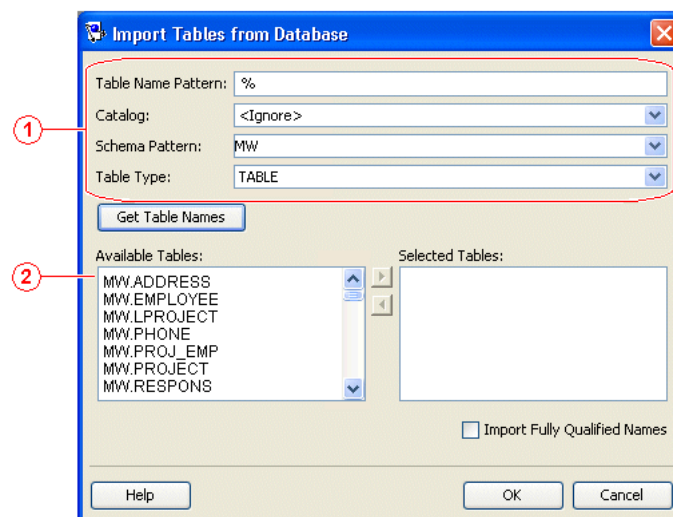 Import Tables from Database
1
Table Name Pattern: %
Catalog: <Ignore>
Schema Pattern: MW
Table Type: TABLE
Get Table Names
2
Available Tables: Selected Tables:
MW.ADDRESS
MW.EMPLOYEE
MW.LPROJECT
MW.PHONE
MW.PROJ_EMP
MW.PROJECT
MW.RESPONS
Import Fully Qualified Names
Help OK Cancel